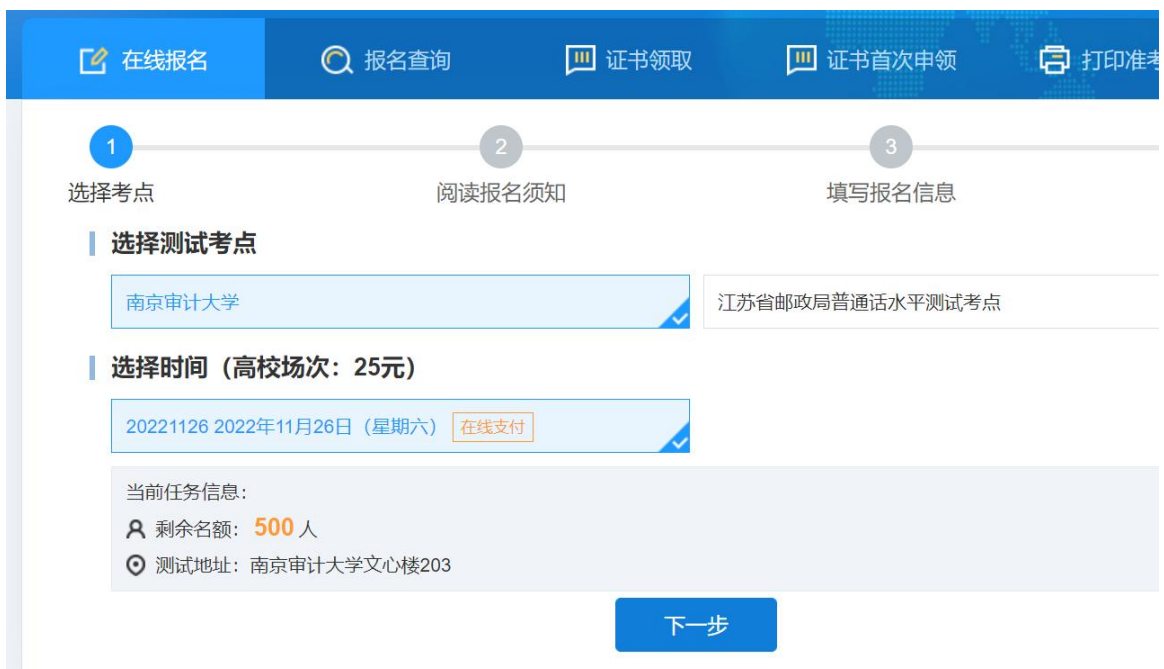 在线报名 报名查询 证书领取 证书首次申领 打印准考
1 2 3
选择考点 阅读报名须知 填写报名信息
选择测试考点
南京审计大学 江苏省邮政局普通话水平测试考点
选择时间（高校场次：25元）
20221126 2022年11月26日（星期六） 在线支付
当前任务信息：
剩余名额：500人
测试地址：南京审计大学文心楼203
下一步